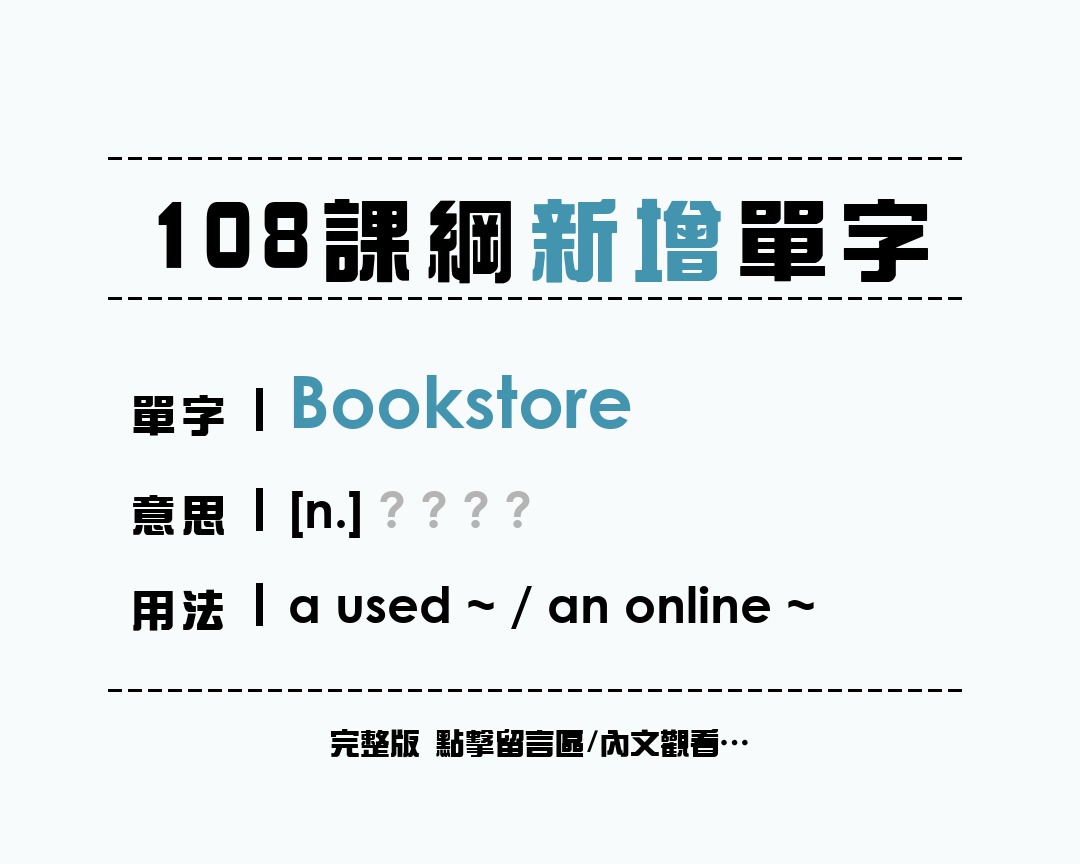 108課綱新增單字
單字 | Bookstore
意思 | [n.] ? ? ? ?
用法 | a used ~ / an online ~
完整版 點擊留言區/內文觀看…